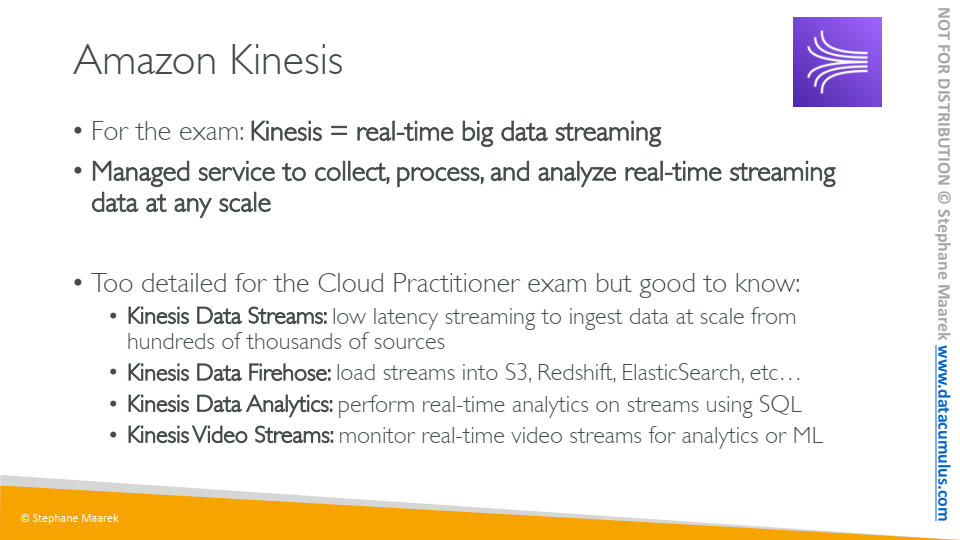 Amazon Kinesis
• For the exam: Kinesis = real-time big data streaming
• Managed service to collect, process, and analyze real-time streaming
data at any scale
• Too detailed for the Cloud Practitioner exam but good to know:
• Kinesis Data Streams: low latency streaming to ingest data at scale from
hundreds of thousands of sources
• Kinesis Data Firehose: load streams into S3, Redshift, ElasticSearch, etc…
• Kinesis Data Analytics: perform real-time analytics on streams using SQL
• Kinesis Video Streams: monitor real-time video streams for analytics or ML
© Stephane Maarek
NOT FOR DISTRIBUTION © Stephane Maarek www.datacumulus.com